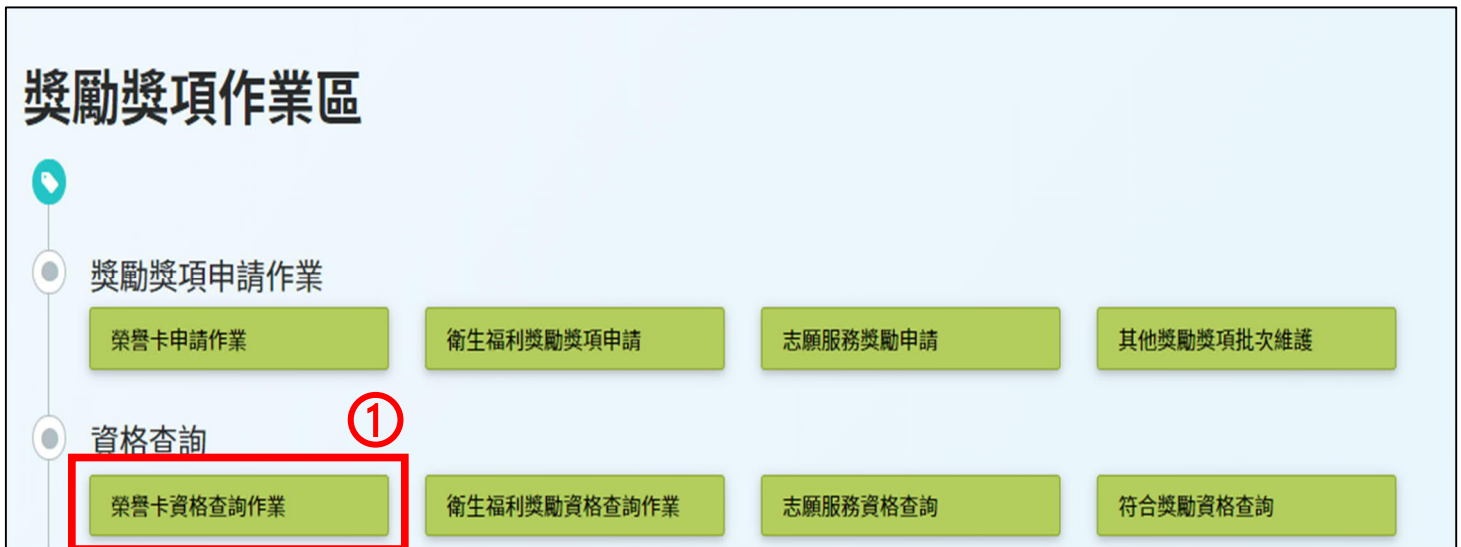 獎勵獎項作業區
獎勵獎項申請作業
榮譽卡申請作業 衛生福利獎勵獎項申請 志願服務獎勵申請 其他獎勵獎項批次維護
①
資格查詢
榮譽卡資格查詢作業 衛生福利獎勵資格查詢作業 志願服務資格查詢 符合獎勵資格查詢